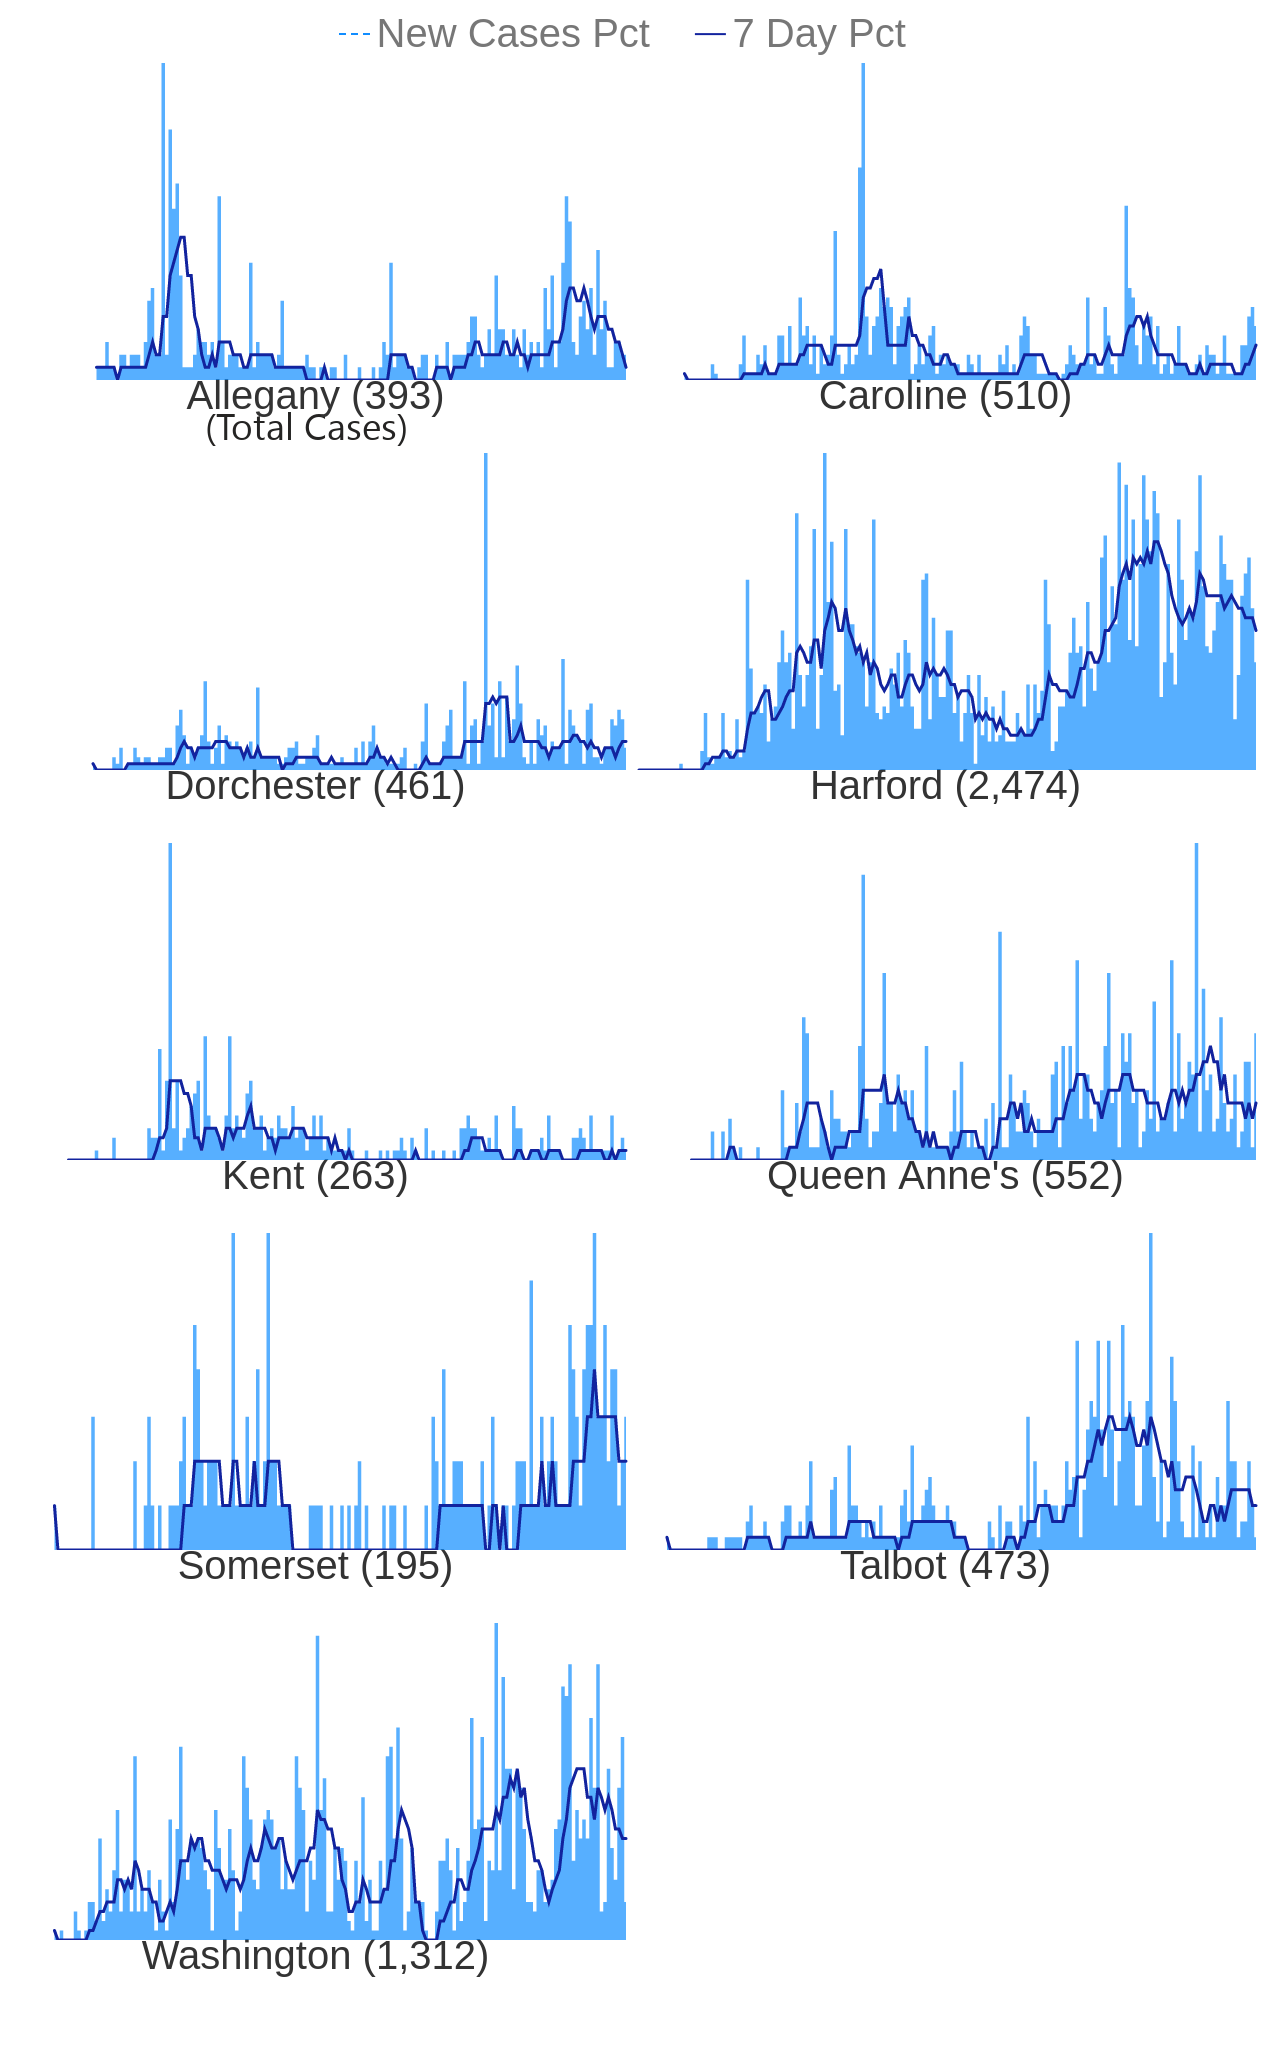 New Cases Pct 7 Day Pct
Allegany (393) Caroline (510)
(Total Cases)
Dorchester (461) Harford (2,474)
Kent (263) Queen Anne's (552)
Somerset (195) Talbot (473)
Washington (1,312)